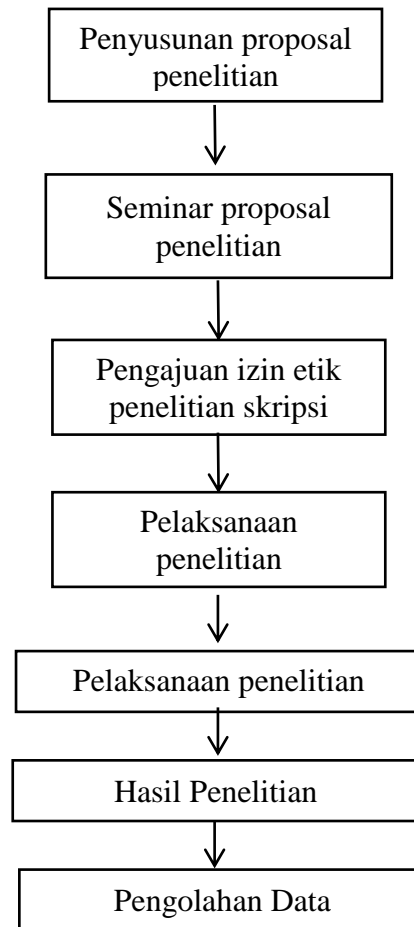 Penyusunan proposal
penelitian
Seminar proposal
penelitian
Pengajuan izin etik
penelitian skripsi
Pelaksanaan
penelitian
Pelaksanaan penelitian
Hasil Penelitian
Pengolahan Data